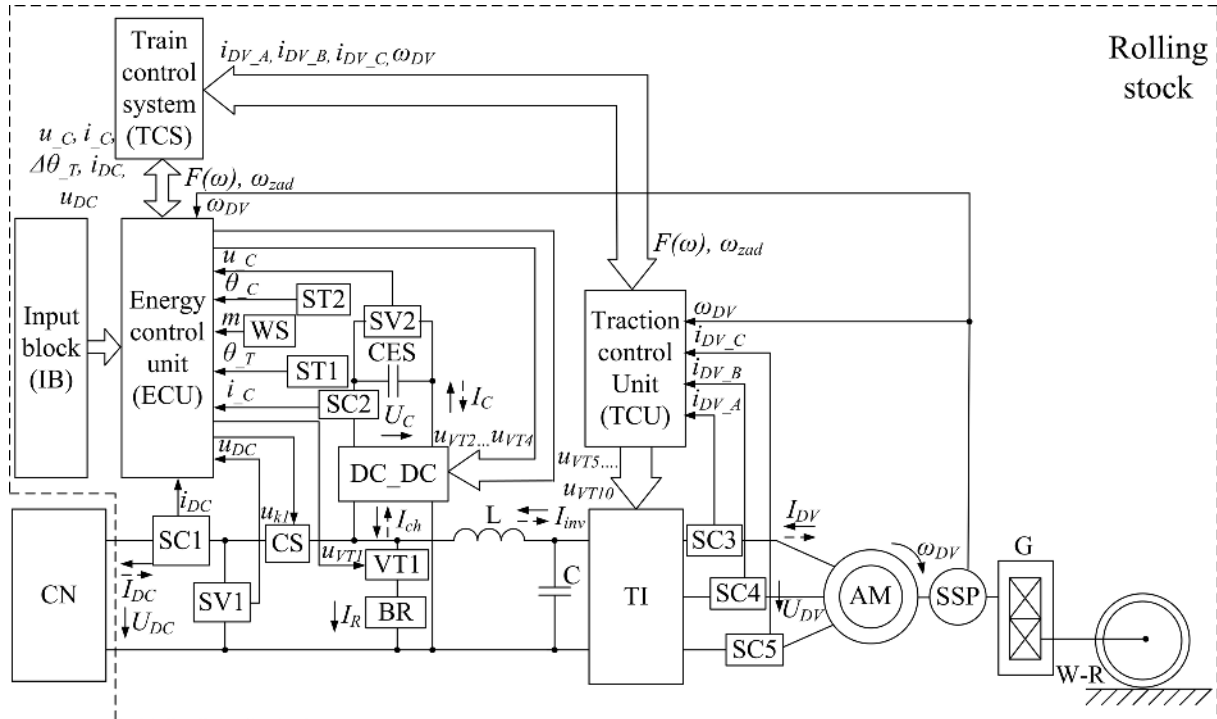 Train
control
system
(TCS)
i_DV_A, i_DV_B, i_DV_C, ω_DV
Rolling
stock
u_C, i_C,
Δθ_T, i_DC,
u_DC
F(ω), ω_zad
ω_DV
F(ω), ω_zad
Input
block
(IB)
Energy
control
unit
(ECU)
u_C
θ_C
m
θ_T
i_C
u_DC
ST2
WS
ST1
SC2
SV2
CES
U_C
I_C
u_VT2...u_VT4
DC_DC
Traction
control
Unit
(TCU)
ω_DV
i_DV_C
i_DV_B
i_DV_A
u_VT5....
u_VT10
i_DC
u_k1
u_VT1
I_ch
L
I_inv
I_DV
ω_DV
G
CN
SC1
CS
VT1
SC3
I_DC
U_DC
SV1
I_R
BR
C
TI
SC4
U_DV
AM
SSP
SC5
W-R